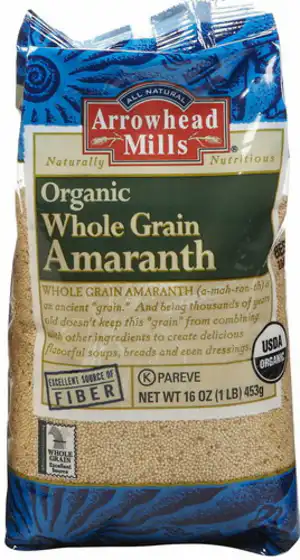 ALL NATURAL
Arrowhead
Mills®
Naturally Nutritious
Organic
Whole Grain
Amaranth
WHOLE GRAIN AMARANTH (a-mah-ran-th) is
an ancient "grain." And being thousands of years
old doesn't keep this "grain" from combining
with other ingredients to create delicious
flavorful soups, breads and even dressings.
USDA
ORGANIC
EXCELLENT SOURCE OF
FIBER
K PAREVE
NET WT 16 OZ (1 LB) 453g
WHOLE
GRAIN
Excellent
Source